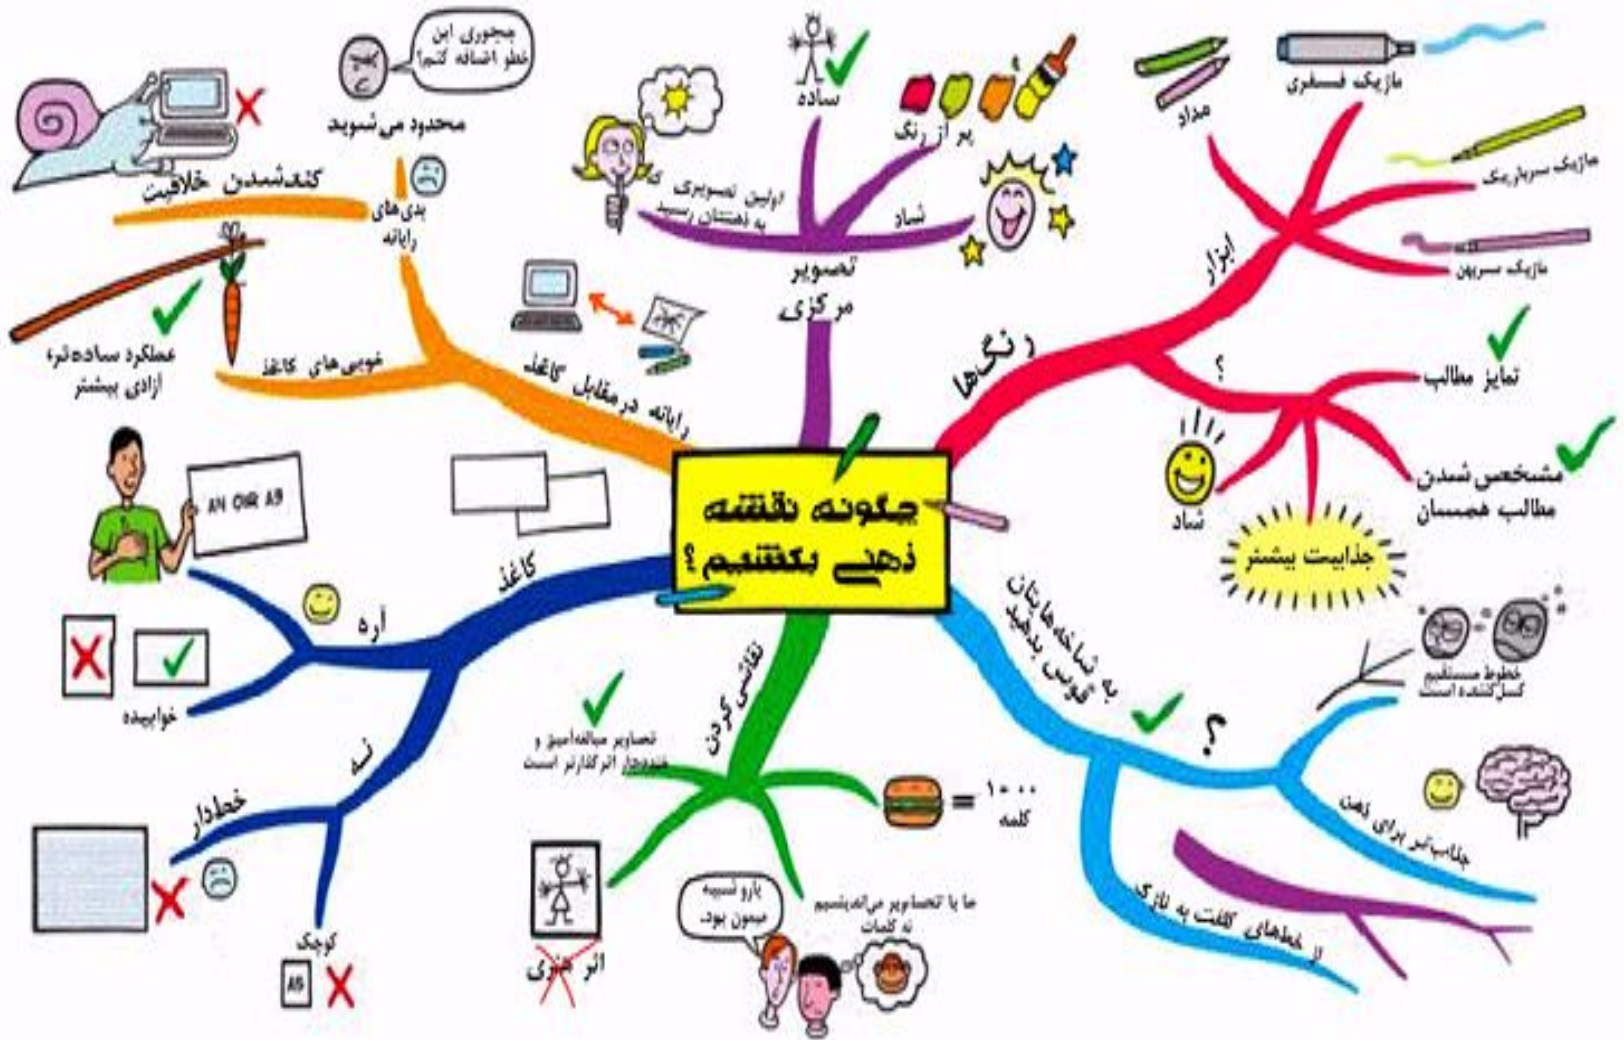 چگونه نقشه
ذهنی بکشیم؟
رنگ‌ها
ابزار
مداد
ماژیک فسفری
ماژیک سرباریک
ماژیک سرپهن
؟
تمایز مطالب
مشخص شدن
مطالب همسان
جذابیت بیشتر
شاد
به شاخه‌هایتان
قوس بدهید
؟
خطوط مستقیم
کسل‌کننده است
جذاب‌تر برای ذهن
از خط‌های کلفت به نازک
نقاشی کردن
۱۰۰۰
=
کلمه
ما با تصاویر می‌اندیشیم
نه کلمات
یارو شبیه
میمون بود.
اثر هنری
تصاویر مبالغه‌آمیز و
خنده‌دار اثرگذارتر است
کاغذ
آره
AN OUR A3
خوابیده
نه
خط‌دار
کوچک
A5
رایانه در مقابل کاغذ
خوبی‌های کاغذ
عملکرد ساده‌تر،
آزادی بیشتر
بدی‌های
رایانه
کندشدن خلاقیت
محدود می‌شوید
مجبوری این
خطو اضافه کنم؟
تصویر
مرکزی
اولین تصویری که
به ذهنتان رسید
ساده
پر از رنگ
شاد